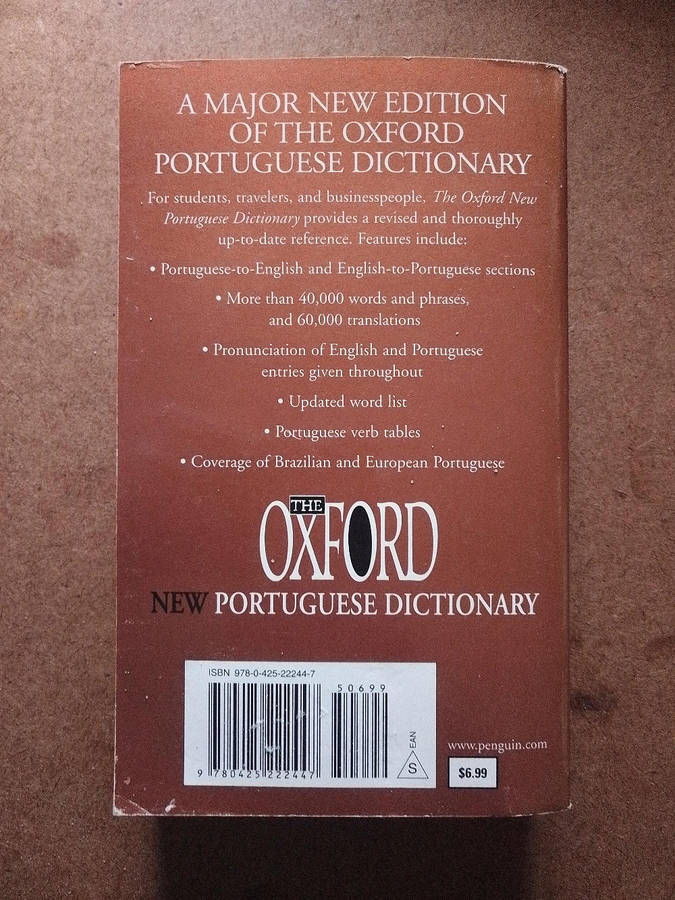 A MAJOR NEW EDITION
OF THE OXFORD
PORTUGUESE DICTIONARY
For students, travelers, and businesspeople, The Oxford New
Portuguese Dictionary provides a revised and thoroughly
up-to-date reference. Features include:
• Portuguese-to-English and English-to-Portuguese sections
• More than 40,000 words and phrases,
and 60,000 translations
• Pronunciation of English and Portuguese
entries given throughout
• Updated word list
• Portuguese verb tables
• Coverage of Brazilian and European Portuguese
THE
OXFORD
NEW PORTUGUESE DICTIONARY
ISBN 978-0-425-22244-7
50699
9 780425 222447
EAN
S
www.penguin.com
$6.99